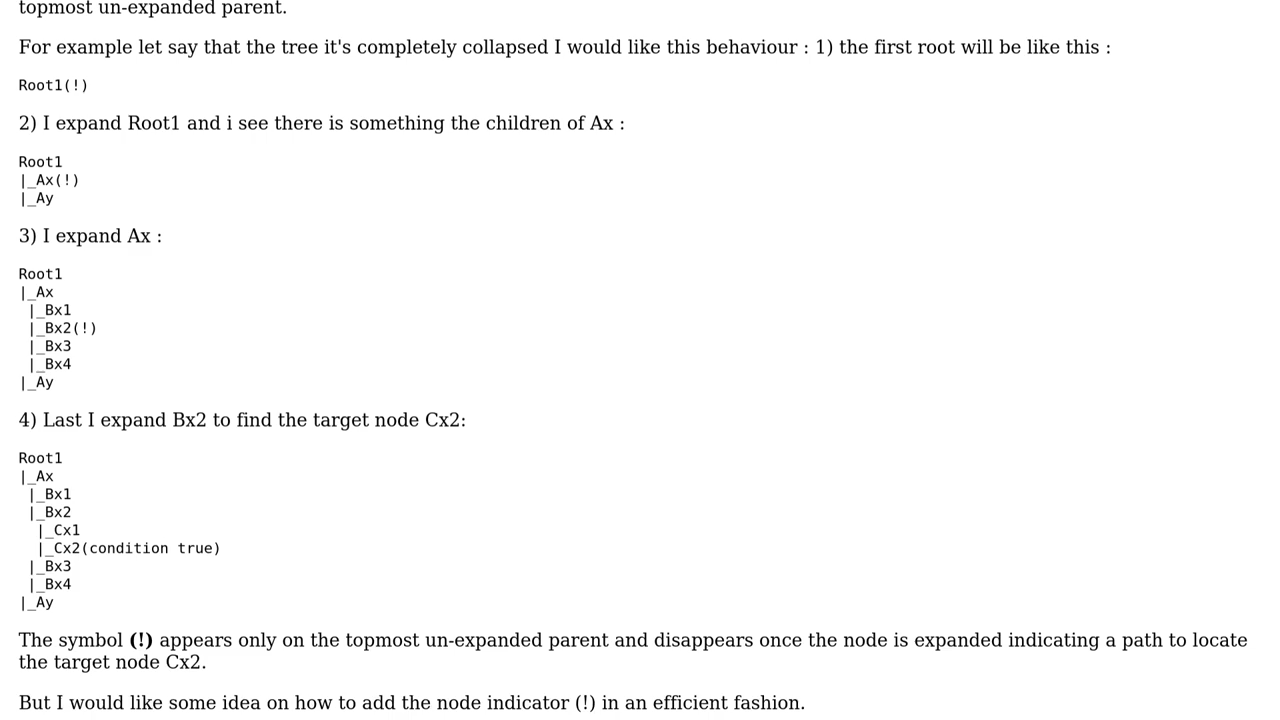 topmost un-expanded parent.
For example let say that the tree it's completely collapsed I would like this behaviour : 1) the first root will be like this :
Root1(!)
2) I expand Root1 and i see there is something the children of Ax :
Root1
|_Ax(!)
|_Ay
3) I expand Ax :
Root1
|_Ax
 |_Bx1
 |_Bx2(!)
 |_Bx3
 |_Bx4
|_Ay
4) Last I expand Bx2 to find the target node Cx2:
Root1
|_Ax
 |_Bx1
 |_Bx2
  |_Cx1
  |_Cx2(condition true)
 |_Bx3
 |_Bx4
|_Ay
The symbol (!) appears only on the topmost un-expanded parent and disappears once the node is expanded indicating a path to locate
the target node Cx2.
But I would like some idea on how to add the node indicator (!) in an efficient fashion.